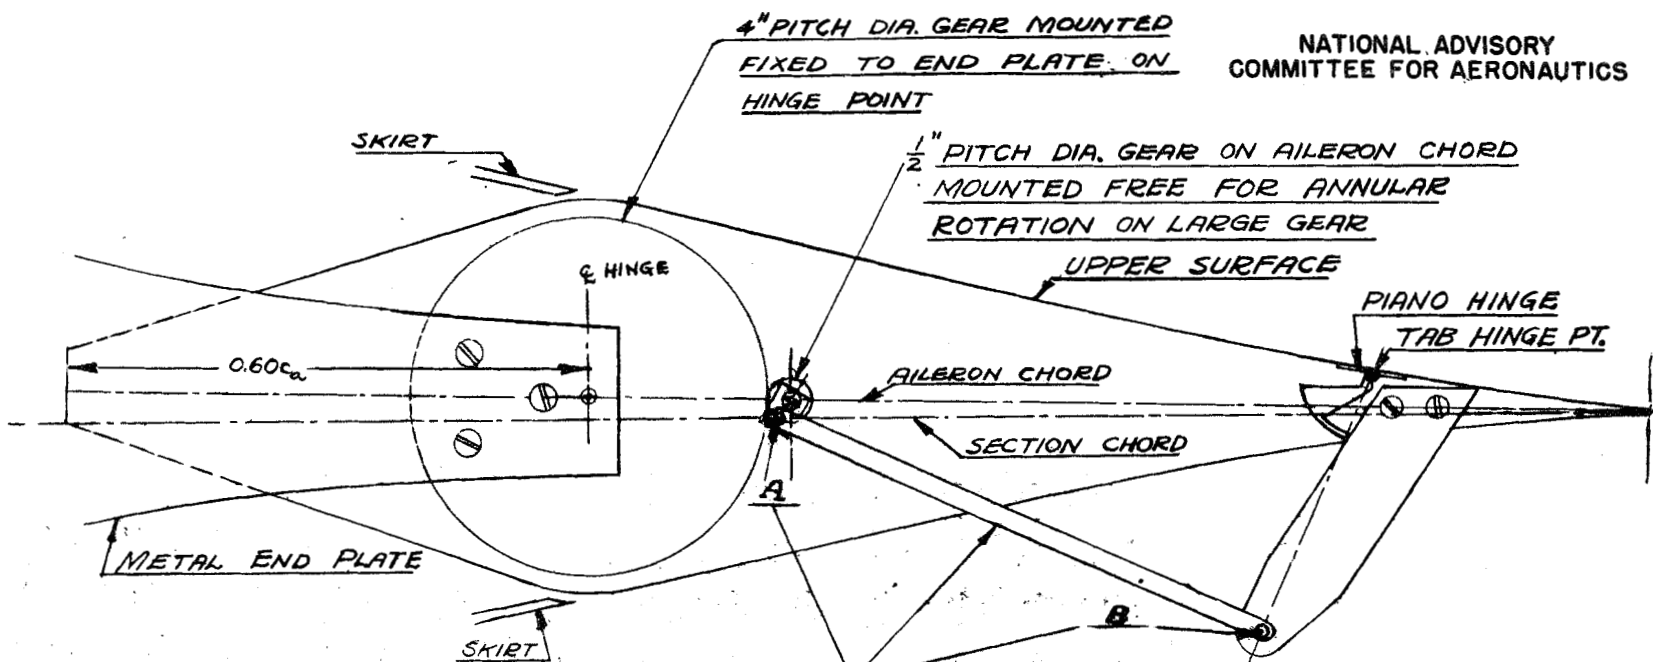 4" PITCH DIA. GEAR MOUNTED
FIXED TO END PLATE ON
HINGE POINT
NATIONAL ADVISORY
COMMITTEE FOR AERONAUTICS
SKIRT
1/2" PITCH DIA. GEAR ON AILERON CHORD
MOUNTED FREE FOR ANNULAR
ROTATION ON LARGE GEAR
UPPER SURFACE
℄ HINGE
PIANO HINGE
TAB HINGE PT.
0.60cₐ
AILERON CHORD
SECTION CHORD
A
METAL END PLATE
B
SKIRT